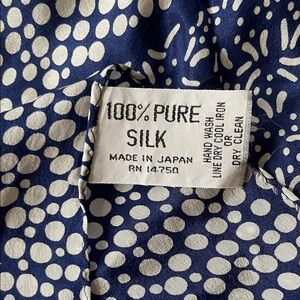 100% PURE
SILK
MADE IN JAPAN
RN 14750
HAND WASH
LINE DRY COOL IRON
OR
DRY CLEAN